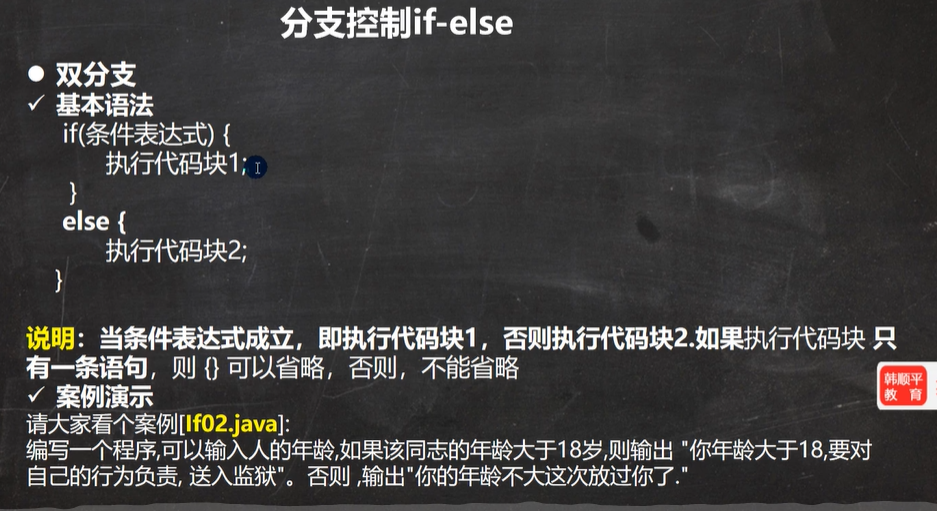 分支控制if-else
● 双分支
✓ 基本语法
if(条件表达式) {
执行代码块1;
}
else {
执行代码块2;
}
说明：当条件表达式成立，即执行代码块1，否则执行代码块2.如果执行代码块 只
有一条语句，则 {} 可以省略，否则，不能省略
✓ 案例演示
请大家看个案例[If02.java]:
编写一个程序,可以输入人的年龄,如果该同志的年龄大于18岁,则输出 "你年龄大于18,要对
自己的行为负责, 送入监狱"。否则 ,输出"你的年龄不大这次放过你了."
韩顺平
教 育